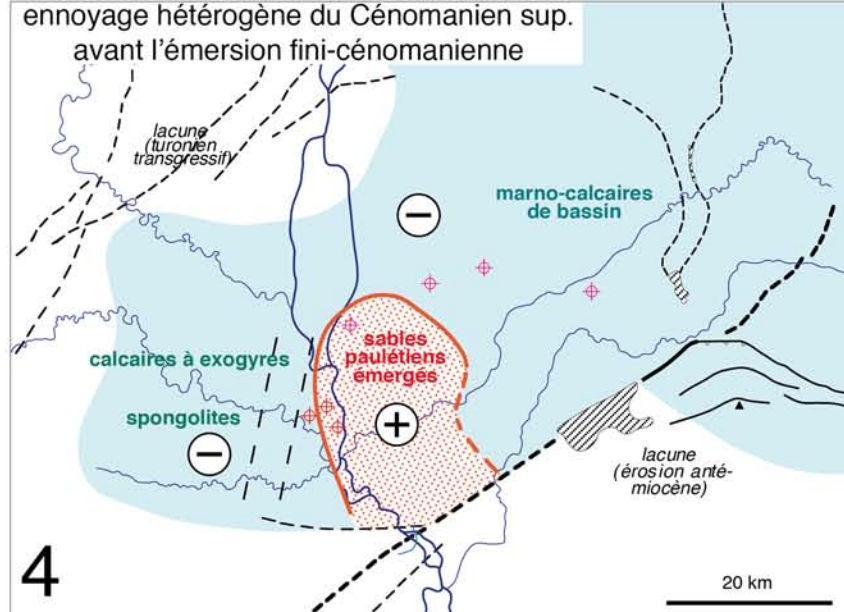 ennoyage hétérogène du Cénomanien sup.
avant l'émersion fini-cénomanienne
lacune
(turonien
transgressif)
marno-calcaires
de bassin
−
sables
paulétiens
émergés
calcaires à exogyres
spongolites
+
−
lacune
(érosion anté-
miocène)
4
20 km